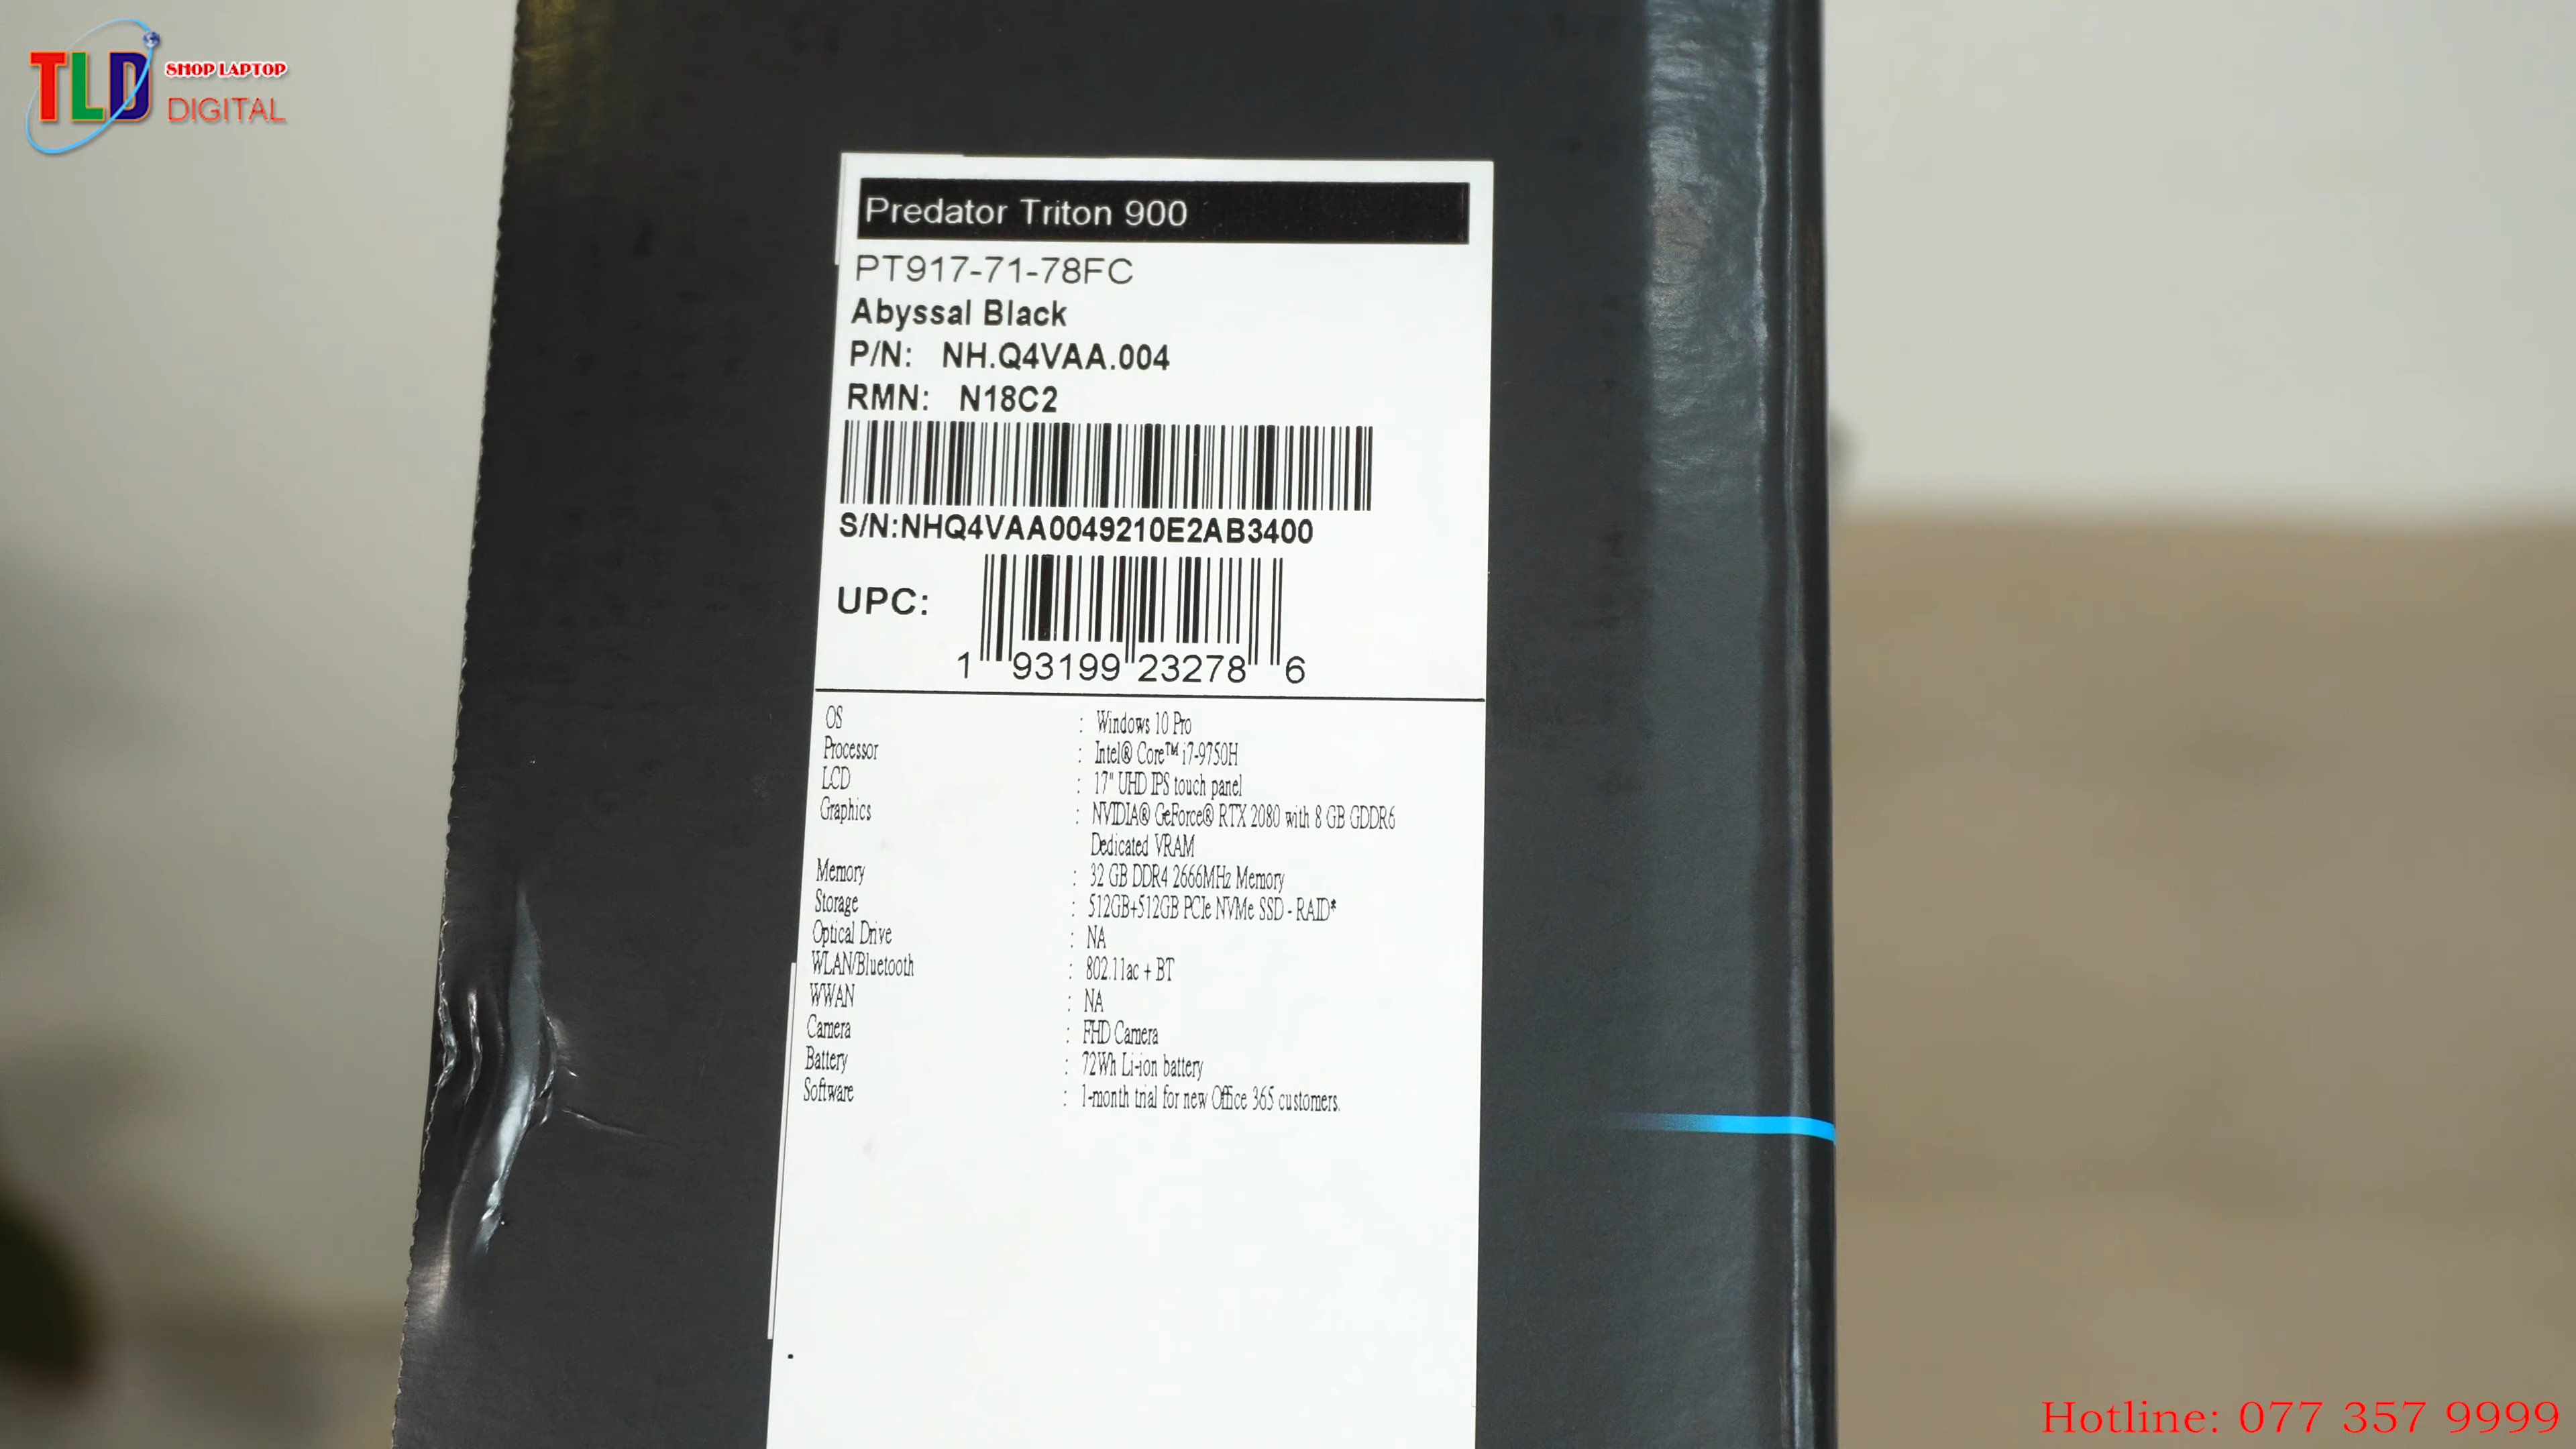 TLD SHOP LAPTOP
DIGITAL
Predator Triton 900
PT917-71-78FC
Abyssal Black
P/N: NH.Q4VAA.004
RMN: N18C2
S/N:NHQ4VAA0049210E2AB3400
UPC:
1 93199 23278 6
OS : Windows 10 Pro
Processor : Intel® Core™ i7-9750H
LCD : 17" UHD IPS touch panel
Graphics : NVIDIA® GeForce® RTX 2080 with 8 GB GDDR6
Dedicated VRAM
Memory : 32 GB DDR4 2666MHz Memory
Storage : 512GB+512GB PCIe NVMe SSD - RAID*
Optical Drive : NA
WLAN/Bluetooth : 802.11ac + BT
WWAN : NA
Camera : FHD Camera
Battery : 72Wh Li-ion battery
Software : 1-month trial for new Office 365 customers.
Hotline: 077 357 9999